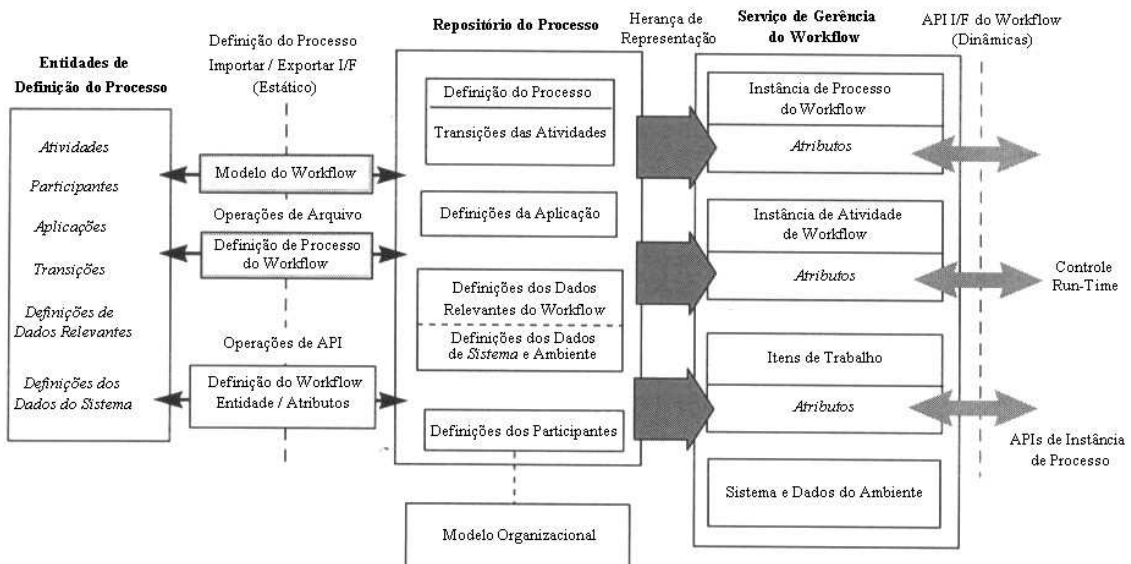 Entidades de
Definição do Processo
Atividades
Participantes
Aplicações
Transições
Definições de
Dados Relevantes
Definições dos
Dados do Sistema
Definição do Processo
Importar / Exportar I/F
(Estático)
Modelo do Workflow
Operações de Arquivo
Definição de Processo
do Workflow
Operações de API
Definição do Workflow
Entidade / Atributos
Repositório do Processo
Definição do Processo
Transições das Atividades
Definições da Aplicação
Definições dos Dados
Relevantes do Workflow
Definições dos Dados
de Sistema e Ambiente
Definições dos Participantes
Modelo Organizacional
Herança de
Representação
Serviço de Gerência
do Workflow
Instância de Processo
do Workflow
Atributos
Instância de Atividade
de Workflow
Atributos
Itens de Trabalho
Atributos
Sistema e Dados do Ambiente
API I/F do Workflow
(Dinâmicas)
Controle
Run-Time
APIs de Instância
de Processo